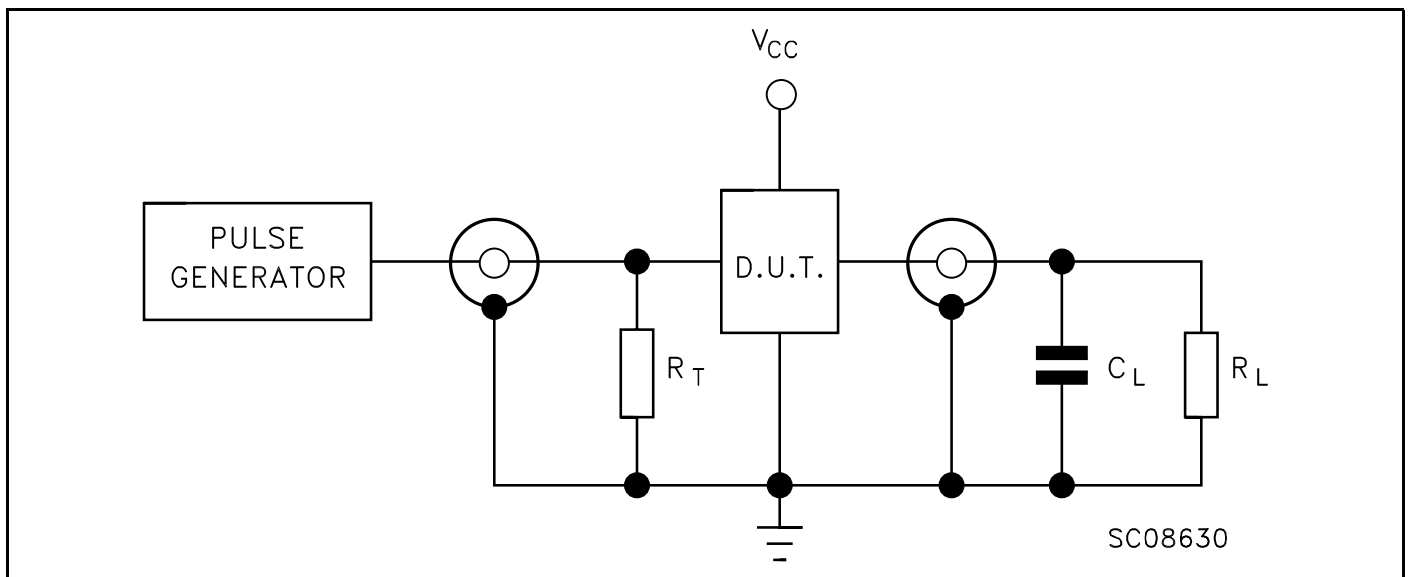 VCC
PULSE
GENERATOR
D.U.T.
RT
CL
RL
SC08630